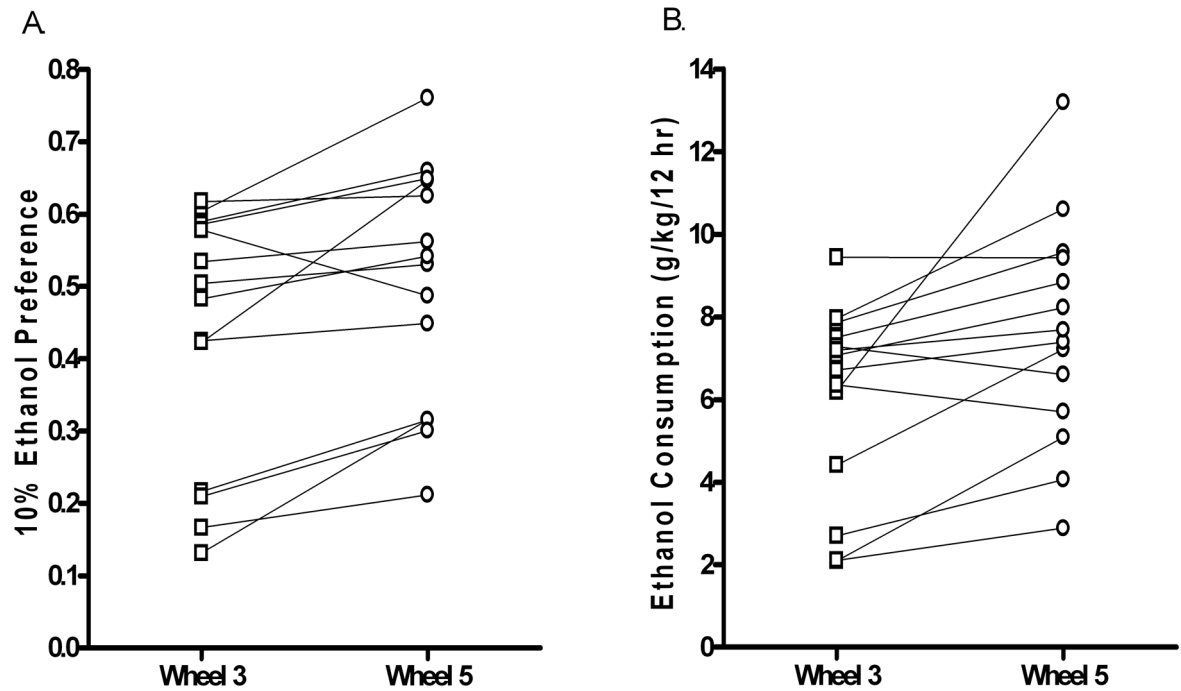 A.
10% Ethanol Preference
0.8
0.7
0.6
0.5
0.4
0.3
0.2
0.1
0.0
Wheel 3 Wheel 5
B.
Ethanol Consumption (g/kg/12 hr)
14
12
10
8
6
4
2
0
Wheel 3 Wheel 5